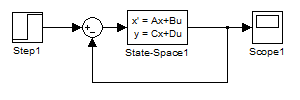 x' = Ax+Bu
y = Cx+Du
Step1
State-Space1
Scope1